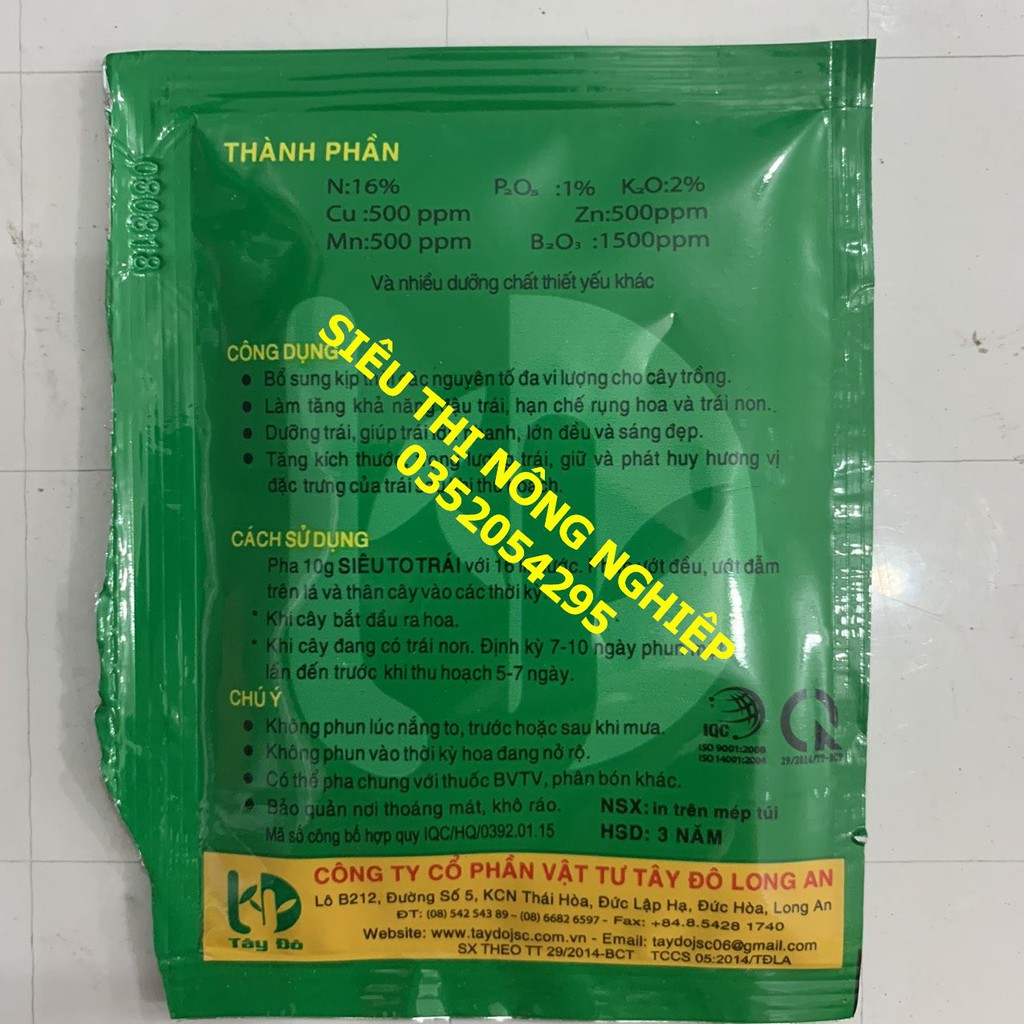 080818
THÀNH PHẦN
N:16% P₂O₅ :1% K₂O:2%
Cu :500 ppm Zn:500ppm
Mn:500 ppm B₂O₃ :1500ppm
Và nhiều dưỡng chất thiết yếu khác
CÔNG DỤNG
• Bổ sung kịp nguyên tố đa vi lượng cho cây trồng.
• Làm tăng khả năng đậu trái, hạn chế rụng hoa và trái non.
• Dưỡng trái, giúp trái lớn nhanh, lớn đều và sáng đẹp.
• Tăng kích thước, trái, giữ và phát huy hương vị
đặc trưng của trái
SIÊU THỊ NÔNG NGHIỆP
0352054295
CÁCH SỬ DỤNG
Pha 10g SIÊU TO TRÁI với 16 ướt đều, ướt đẫm
trên lá và thân cây vào các thời kỳ
* Khi cây bắt đầu ra hoa.
* Khi cây đang có trái non. Định kỳ 7-10 ngày phun
lần đến trước khi thu hoạch 5-7 ngày.
CHÚ Ý
• Không phun lúc nắng to, trước hoặc sau khi mưa.
• Không phun vào thời kỳ hoa đang nở rộ.
• Có thể pha chung với thuốc BVTV, phân bón khác.
• Bảo quản nơi thoáng mát, khô ráo.
Mã số công bố hợp quy IQC/HQ/0392.01.15
IQC
ISO 9001:2008
ISO 14001:2004
29/2014/TT-BCT
NSX: in trên mép túi
HSD: 3 NĂM
Tây Đô
CÔNG TY CỔ PHẦN VẬT TƯ TÂY ĐÔ LONG AN
Lô B212, Đường Số 5, KCN Thái Hòa, Đức Lập Hạ, Đức Hòa, Long An
ĐT: (08) 542 543 89 – (08) 6682 6597 - Fax: +84.8.5428 1740
Website: www.taydojsc.com.vn - Email: taydojsc06@gmail.com
SX THEO TT 29/2014-BCT TCCS 05:2014/TĐLA